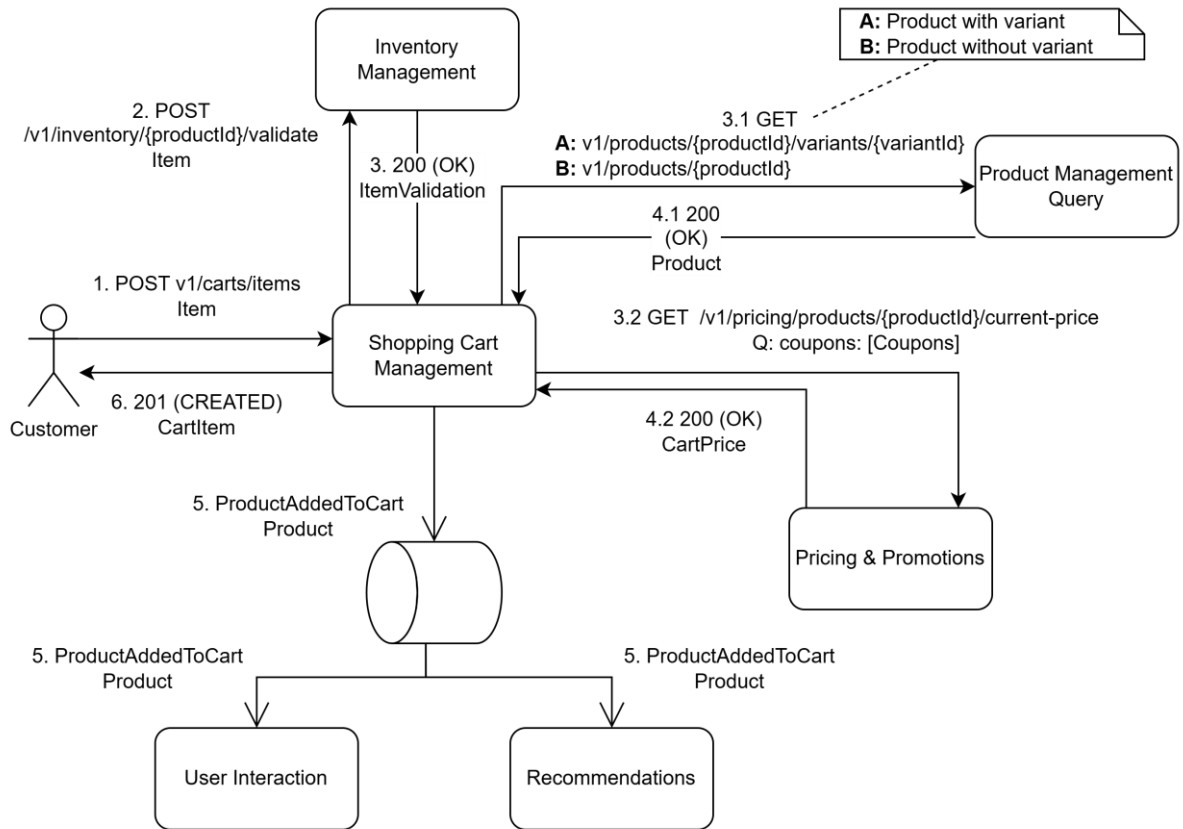 A: Product with variant
B: Product without variant
Inventory
Management
2. POST
/v1/inventory/{productId}/validate
Item
3. 200 (OK)
ItemValidation
3.1 GET
A: v1/products/{productId}/variants/{variantId}
B: v1/products/{productId}
Product Management
Query
4.1 200
(OK)
Product
1. POST v1/carts/items
Item
Shopping Cart
Management
3.2 GET /v1/pricing/products/{productId}/current-price
Q: coupons: [Coupons]
6. 201 (CREATED)
CartItem
Customer
4.2 200 (OK)
CartPrice
5. ProductAddedToCart
Product
Pricing & Promotions
5. ProductAddedToCart
Product
5. ProductAddedToCart
Product
User Interaction
Recommendations